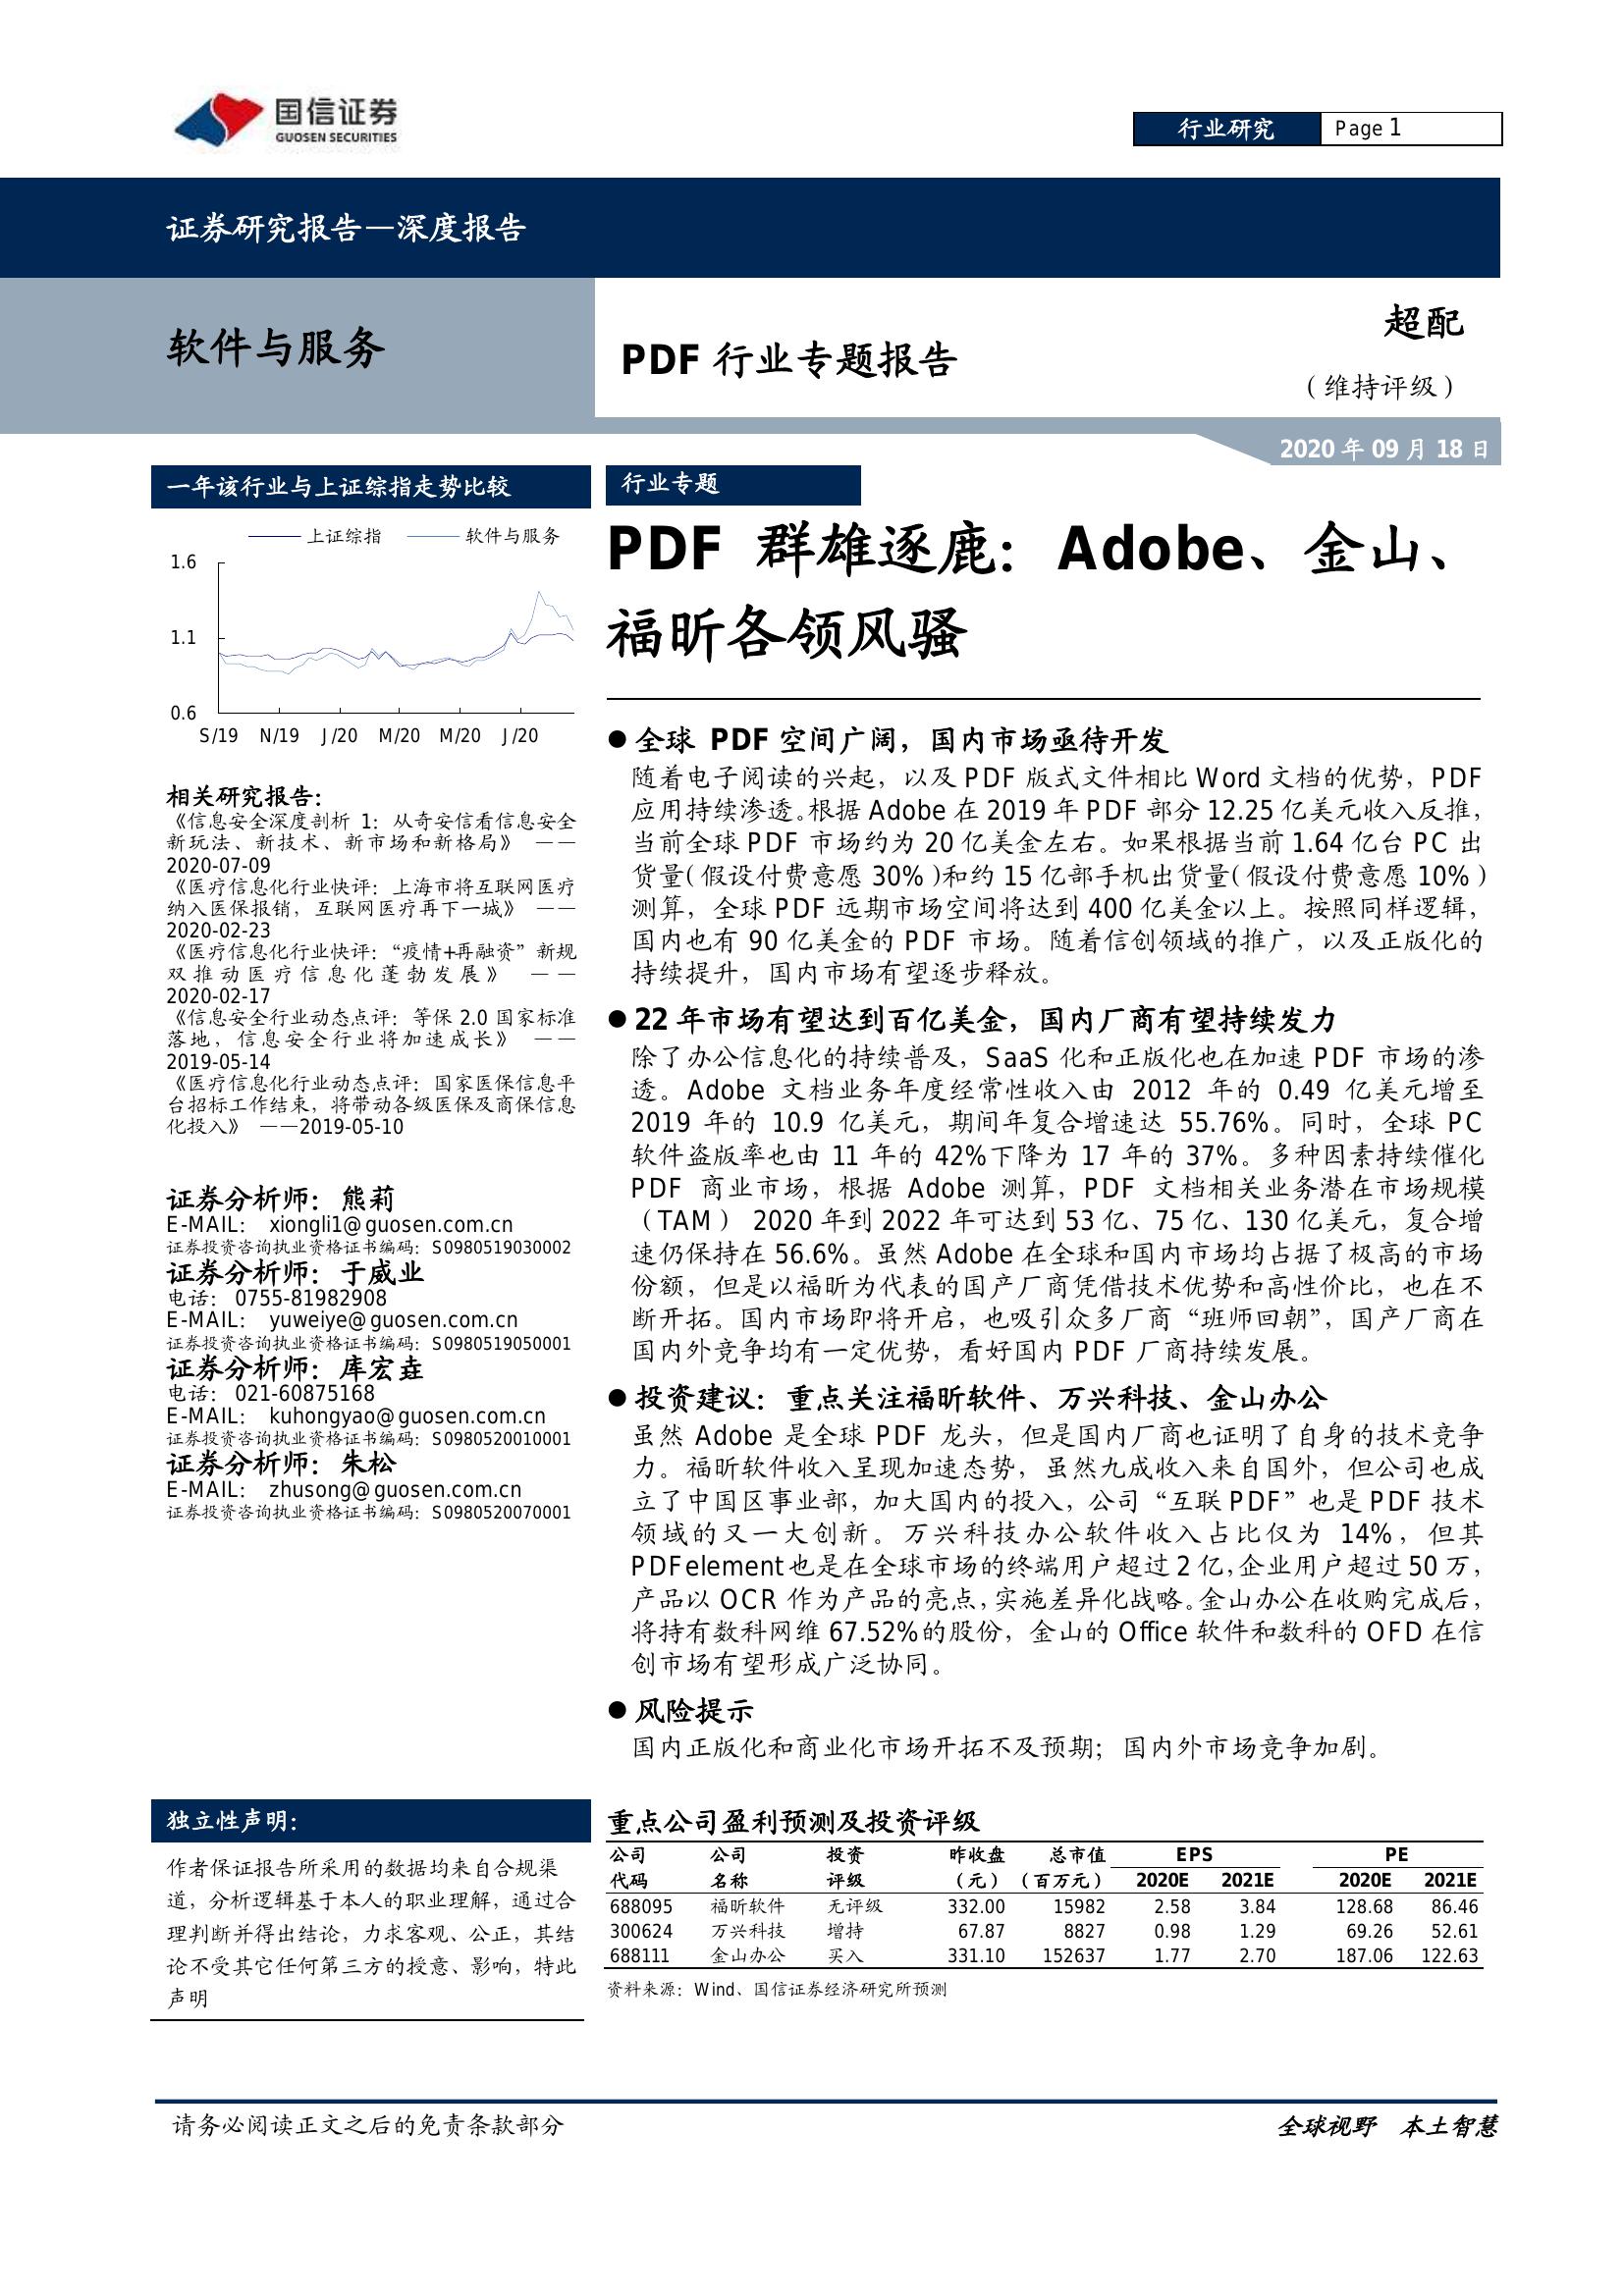 国信证券
GUOSEN SECURITIES
行业研究
Page 1
证券研究报告—深度报告
软件与服务
PDF 行业专题报告
超配
（维持评级）
2020 年 09 月 18 日
一年该行业与上证综指走势比较
上证综指 软件与服务
1.6
1.1
0.6
S/19 N/19 J/20 M/20 M/20 J/20
相关研究报告：
《信息安全深度剖析 1：从奇安信看信息安全
新玩法、新技术、新市场和新格局》 ——
2020-07-09
《医疗信息化行业快评：上海市将互联网医疗
纳入医保报销，互联网医疗再下一城》 ——
2020-02-23
《医疗信息化行业快评：“疫情+再融资”新规
双推动医疗信息化蓬勃发展》 ——
2020-02-17
《信息安全行业动态点评：等保 2.0 国家标准
落地，信息安全行业将加速成长》 ——
2019-05-14
《医疗信息化行业动态点评：国家医保信息平
台招标工作结束，将带动各级医保及商保信息
化投入》 ——2019-05-10
证券分析师：熊莉
E-MAIL： xiongli1@guosen.com.cn
证券投资咨询执业资格证书编码：S0980519030002
证券分析师：于威业
电话： 0755-81982908
E-MAIL： yuweiye@guosen.com.cn
证券投资咨询执业资格证书编码：S0980519050001
证券分析师：库宏垚
电话： 021-60875168
E-MAIL： kuhongyao@guosen.com.cn
证券投资咨询执业资格证书编码：S0980520010001
证券分析师：朱松
E-MAIL： zhusong@guosen.com.cn
证券投资咨询执业资格证书编码：S0980520070001
独立性声明：
作者保证报告所采用的数据均来自合规渠
道，分析逻辑基于本人的职业理解，通过合
理判断并得出结论，力求客观、公正，其结
论不受其它任何第三方的授意、影响，特此
声明
行业专题
PDF 群雄逐鹿：Adobe、金山、
福昕各领风骚
● 全球 PDF 空间广阔，国内市场亟待开发
随着电子阅读的兴起，以及 PDF 版式文件相比 Word 文档的优势，PDF
应用持续渗透。根据 Adobe 在 2019 年 PDF 部分 12.25 亿美元收入反推，
当前全球 PDF 市场约为 20 亿美金左右。如果根据当前 1.64 亿台 PC 出
货量（假设付费意愿 30%）和约 15 亿部手机出货量（假设付费意愿 10%）
测算，全球 PDF 远期市场空间将达到 400 亿美金以上。按照同样逻辑，
国内也有 90 亿美金的 PDF 市场。随着信创领域的推广，以及正版化的
持续提升，国内市场有望逐步释放。
● 22 年市场有望达到百亿美金，国内厂商有望持续发力
除了办公信息化的持续普及，SaaS 化和正版化也在加速 PDF 市场的渗
透。Adobe 文档业务年度经常性收入由 2012 年的 0.49 亿美元增至
2019 年的 10.9 亿美元，期间年复合增速达 55.76%。同时，全球 PC
软件盗版率也由 11 年的 42%下降为 17 年的 37%。多种因素持续催化
PDF 商业市场，根据 Adobe 测算，PDF 文档相关业务潜在市场规模
（TAM） 2020 年到 2022 年可达到 53 亿、75 亿、130 亿美元，复合增
速仍保持在 56.6%。虽然 Adobe 在全球和国内市场均占据了极高的市场
份额，但是以福昕为代表的国产厂商凭借技术优势和高性价比，也在不
断开拓。国内市场即将开启，也吸引众多厂商“班师回朝”，国产厂商在
国内外竞争均有一定优势，看好国内 PDF 厂商持续发展。
● 投资建议：重点关注福昕软件、万兴科技、金山办公
虽然 Adobe 是全球 PDF 龙头，但是国内厂商也证明了自身的技术竞争
力。福昕软件收入呈现加速态势，虽然九成收入来自国外，但公司也成
立了中国区事业部，加大国内的投入，公司“互联 PDF”也是 PDF 技术
领域的又一大创新。万兴科技办公软件收入占比仅为 14%，但其
PDFelement 也是在全球市场的终端用户超过 2 亿，企业用户超过 50 万，
产品以 OCR 作为产品的亮点，实施差异化战略。金山办公在收购完成后，
将持有数科网维 67.52%的股份，金山的 Office 软件和数科的 OFD 在信
创市场有望形成广泛协同。
● 风险提示
国内正版化和商业化市场开拓不及预期；国内外市场竞争加剧。
重点公司盈利预测及投资评级
公司 公司 投资 昨收盘 总市值 EPS PE
代码 名称 评级 （元） （百万元） 2020E 2021E 2020E 2021E
688095 福昕软件 无评级 332.00 15982 2.58 3.84 128.68 86.46
300624 万兴科技 增持 67.87 8827 0.98 1.29 69.26 52.61
688111 金山办公 买入 331.10 152637 1.77 2.70 187.06 122.63
资料来源：Wind、国信证券经济研究所预测
请务必阅读正文之后的免责条款部分
全球视野 本土智慧